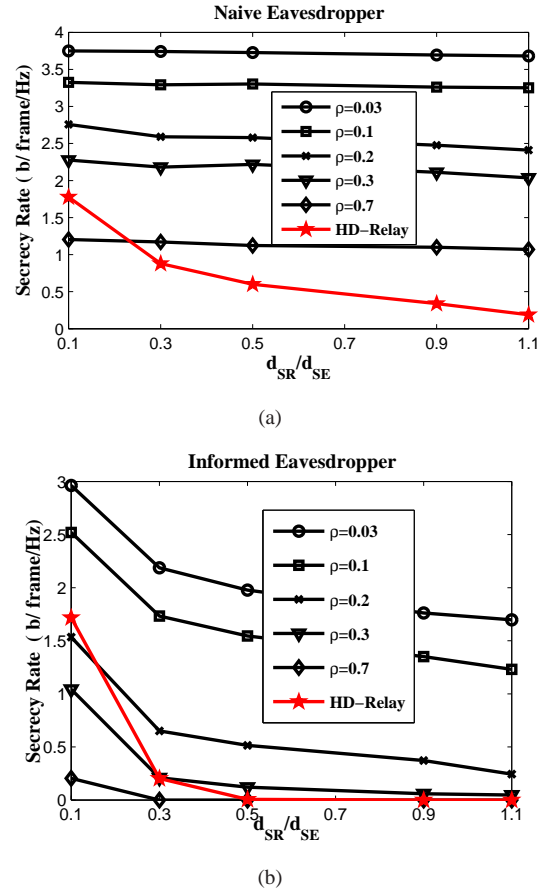 Naive Eavesdropper
Secrecy Rate ( b/ frame/Hz)
4
3.5
3
2.5
2
1.5
1
0.5
0
ρ=0.03
ρ=0.1
ρ=0.2
ρ=0.3
ρ=0.7
HD−Relay
0.1 0.3 0.5 0.7 0.9 1.1
d_SR/d_SE
(a)
Informed Eavesdropper
Secrecy Rate ( b/ frame/Hz)
3
2.5
2
1.5
1
0.5
0
ρ=0.03
ρ=0.1
ρ=0.2
ρ=0.3
ρ=0.7
HD−Relay
0.1 0.3 0.5 0.7 0.9 1.1
d_SR/d_SE
(b)